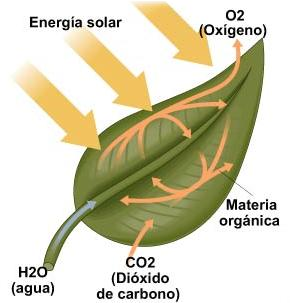 Energía solar
O2
(Oxígeno)
Materia
orgánica
CO2
(Dióxido
de carbono)
H2O
(agua)